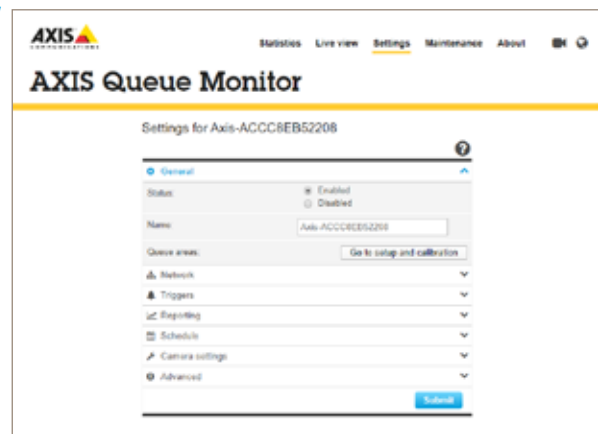 AXIS
COMMUNICATIONS
Statistics Live view Settings Maintenance About
AXIS Queue Monitor
Settings for Axis-ACCC8EB52208
General
Status: Enabled
Disabled
Name: Axis-ACCC8EB52208
Queue areas: Go to setup and calibration
Network
Triggers
Reporting
Schedule
Camera settings
Advanced
Submit